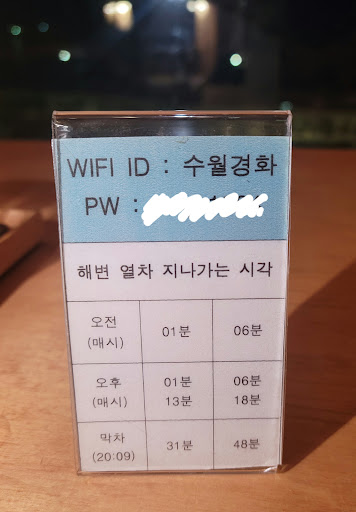 WIFI ID : 수월경화
PW :
해변 열차 지나가는 시각
오전 (매시) 01분 06분
오후 (매시) 01분 13분 06분 18분
막차 (20:09) 31분 48분